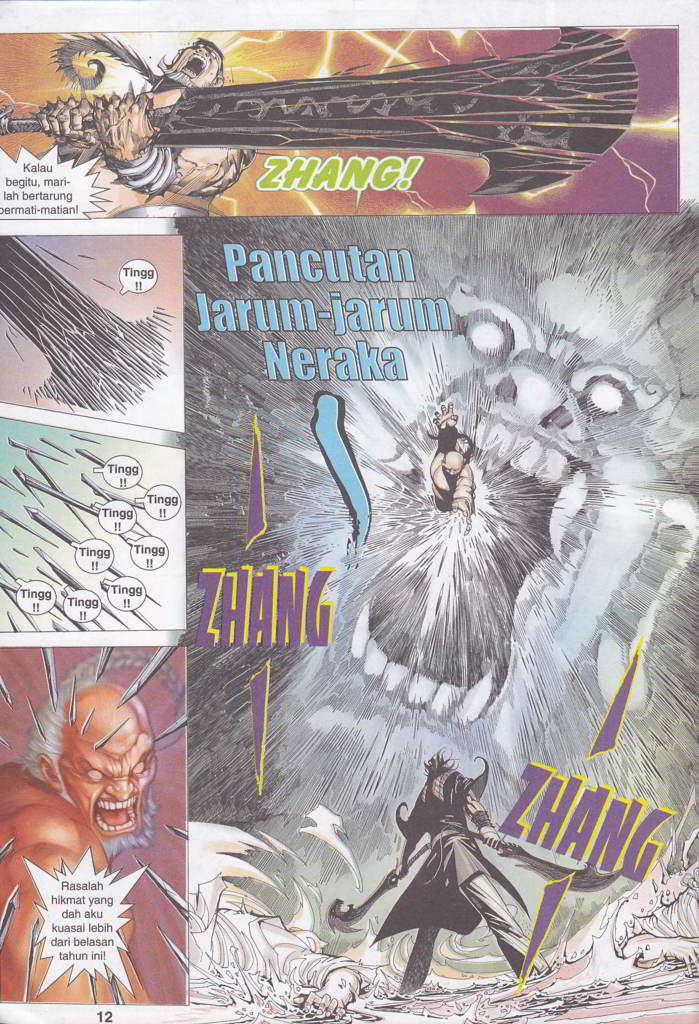 Kalau
begitu, mari-
lah bertarung
bermati-matian!
ZHANG!
Tingg
!!
Tingg
!!
Tingg
!!
Tingg
!!
Tingg
!!
Tingg
!!
Tingg
!!
Tingg
!!
Tingg
!!
Rasalah
hikmat yang
dah aku
kuasai lebih
dari belasan
tahun ini!
Pancutan
Jarum-jarum
Neraka
!
ZHANG
!
!
ZHANG
!
12